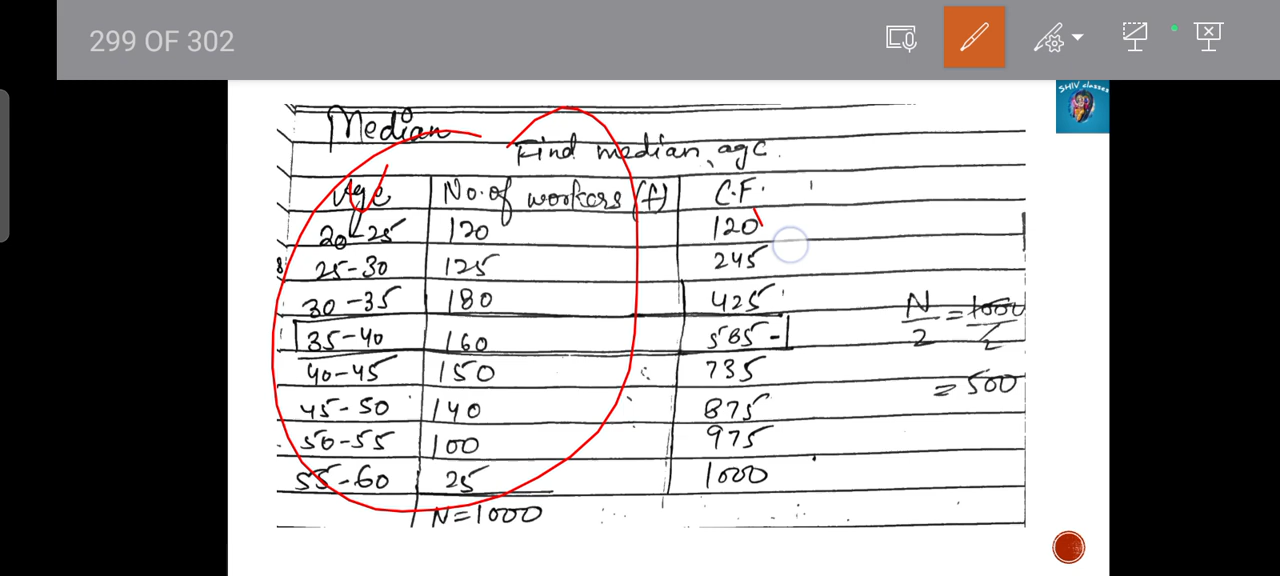 299 OF 302
SHIV classes
Median
Find median, age.
Age No. of workers (f) C.F.
20-25 120 120
25-30 125 245
30-35 180 425
35-40 160 585
40-45 150 735
45-50 140 875
50-55 100 975
55-60 25 1000
N=1000
N/2 = 1000/2
= 500